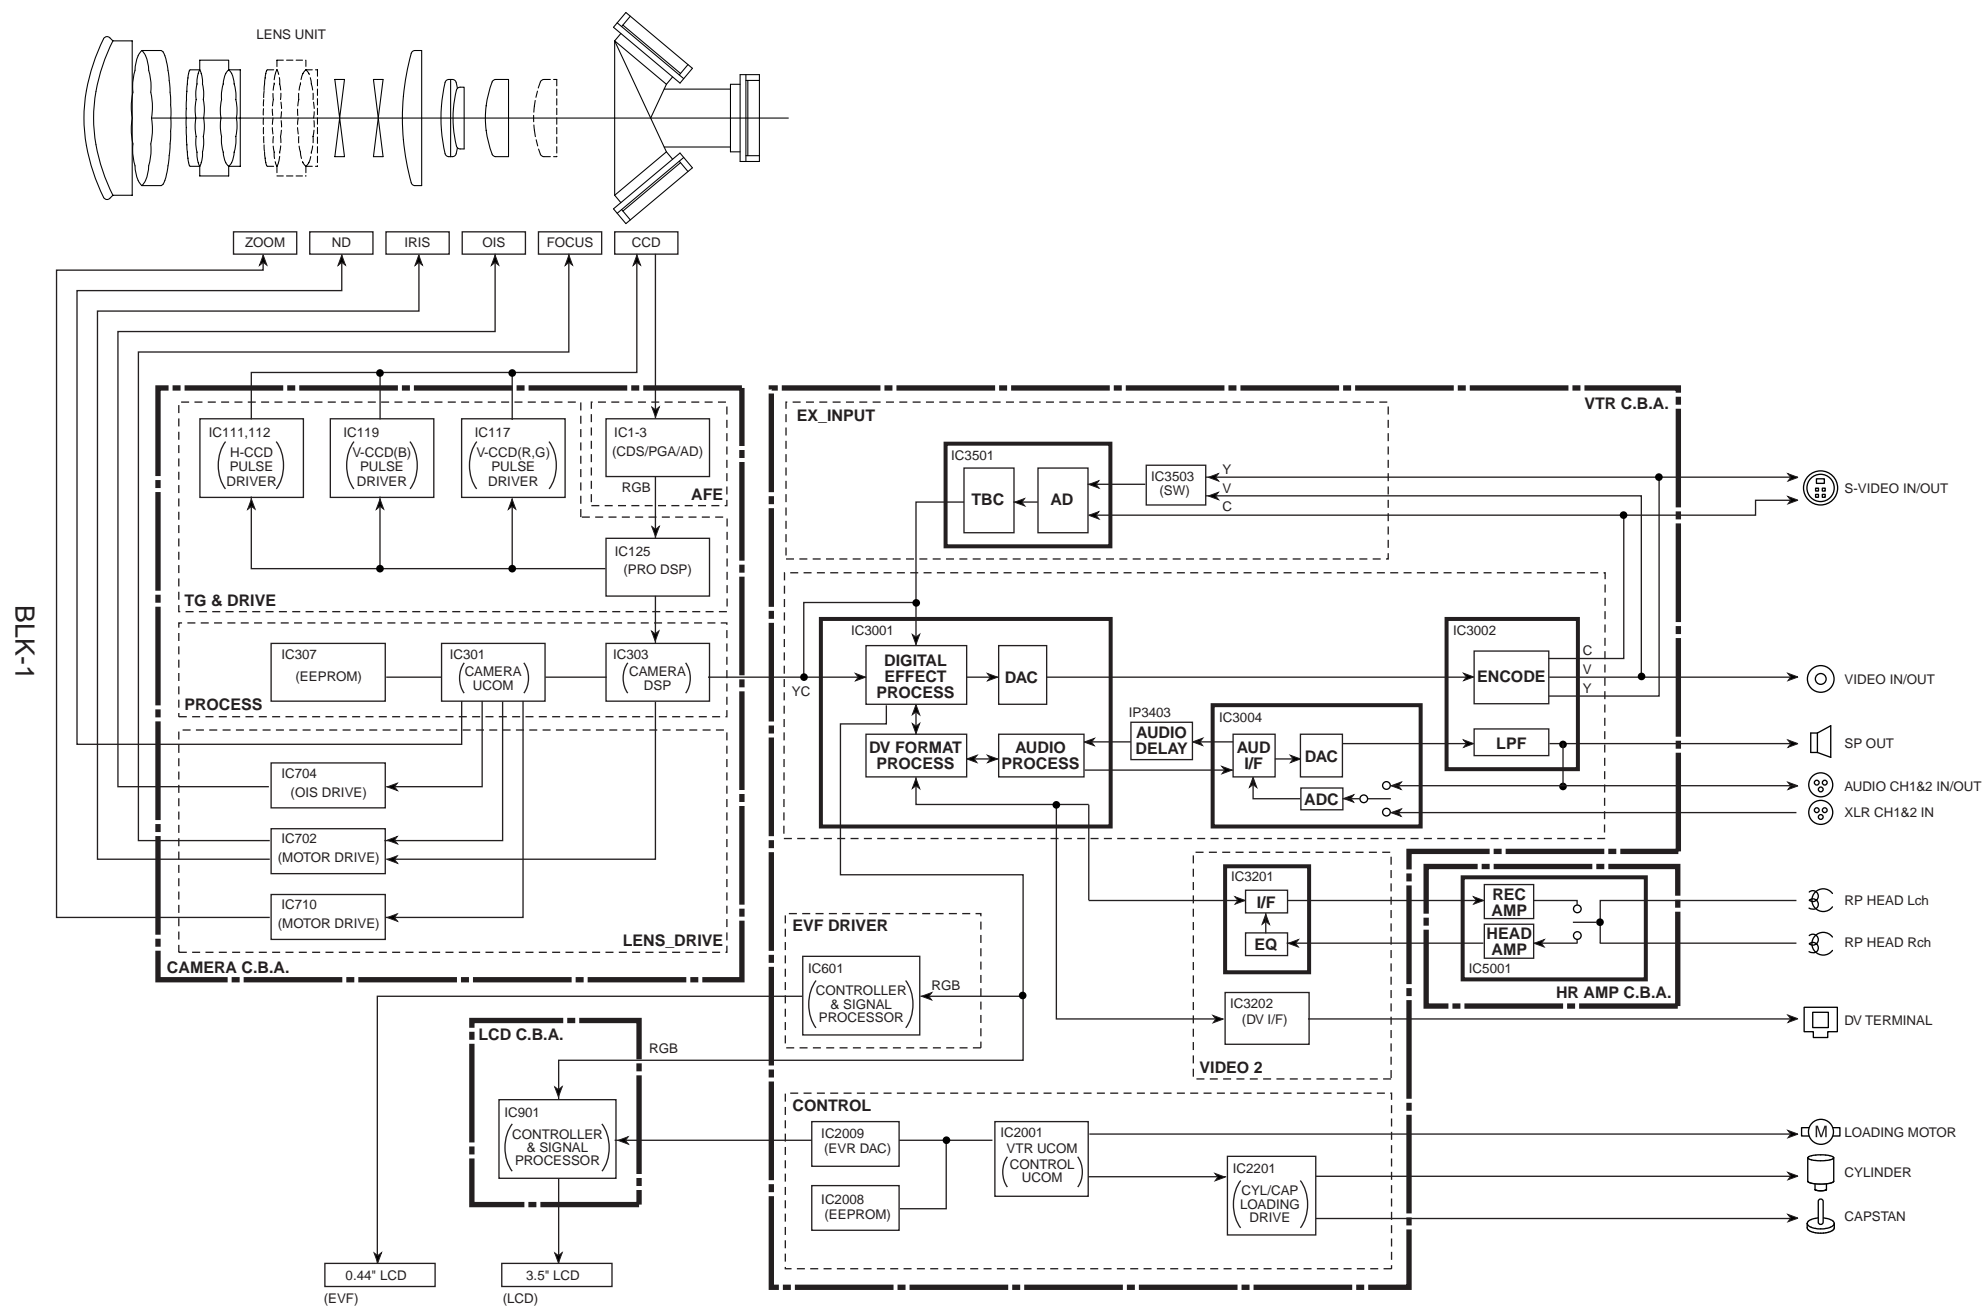 LENS UNIT
ZOOM
ND
IRIS
OIS
FOCUS
CCD
BLK-1
IC111,112
H-CCD
PULSE
DRIVER
IC119
V-CCD(B)
PULSE
DRIVER
IC117
V-CCD(R,G)
PULSE
DRIVER
IC1-3
(CDS/PGA/AD)
RGB
AFE
IC125
(PRO DSP)
TG & DRIVE
IC307
(EEPROM)
IC301
(CAMERA
UCOM)
IC303
(CAMERA
DSP)
PROCESS
IC704
(OIS DRIVE)
IC702
(MOTOR DRIVE)
IC710
(MOTOR DRIVE)
LENS_DRIVE
CAMERA C.B.A.
VTR C.B.A.
EX_INPUT
IC3501
TBC
AD
IC3503
(SW)
Y
V
C
S-VIDEO IN/OUT
YC
IC3001
DIGITAL
EFFECT
PROCESS
DAC
DV FORMAT
PROCESS
AUDIO
PROCESS
IP3403
AUDIO
DELAY
IC3004
AUD
I/F
DAC
ADC
IC3002
ENCODE
C
V
Y
LPF
VIDEO IN/OUT
SP OUT
AUDIO CH1&2 IN/OUT
XLR CH1&2 IN
IC3201
I/F
EQ
IC3202
(DV I/F)
VIDEO 2
REC
AMP
HEAD
AMP
IC5001
HR AMP C.B.A.
RP HEAD Lch
RP HEAD Rch
DV TERMINAL
EVF DRIVER
IC601
(CONTROLLER
& SIGNAL
PROCESSOR)
RGB
LCD C.B.A.
RGB
IC901
(CONTROLLER
& SIGNAL
PROCESSOR)
CONTROL
IC2009
(EVR DAC)
IC2008
(EEPROM)
IC2001
VTR UCOM
(CONTROL
UCOM)
IC2201
(CYL/CAP
LOADING
DRIVE)
M
LOADING MOTOR
CYLINDER
CAPSTAN
0.44" LCD
(EVF)
3.5" LCD
(LCD)